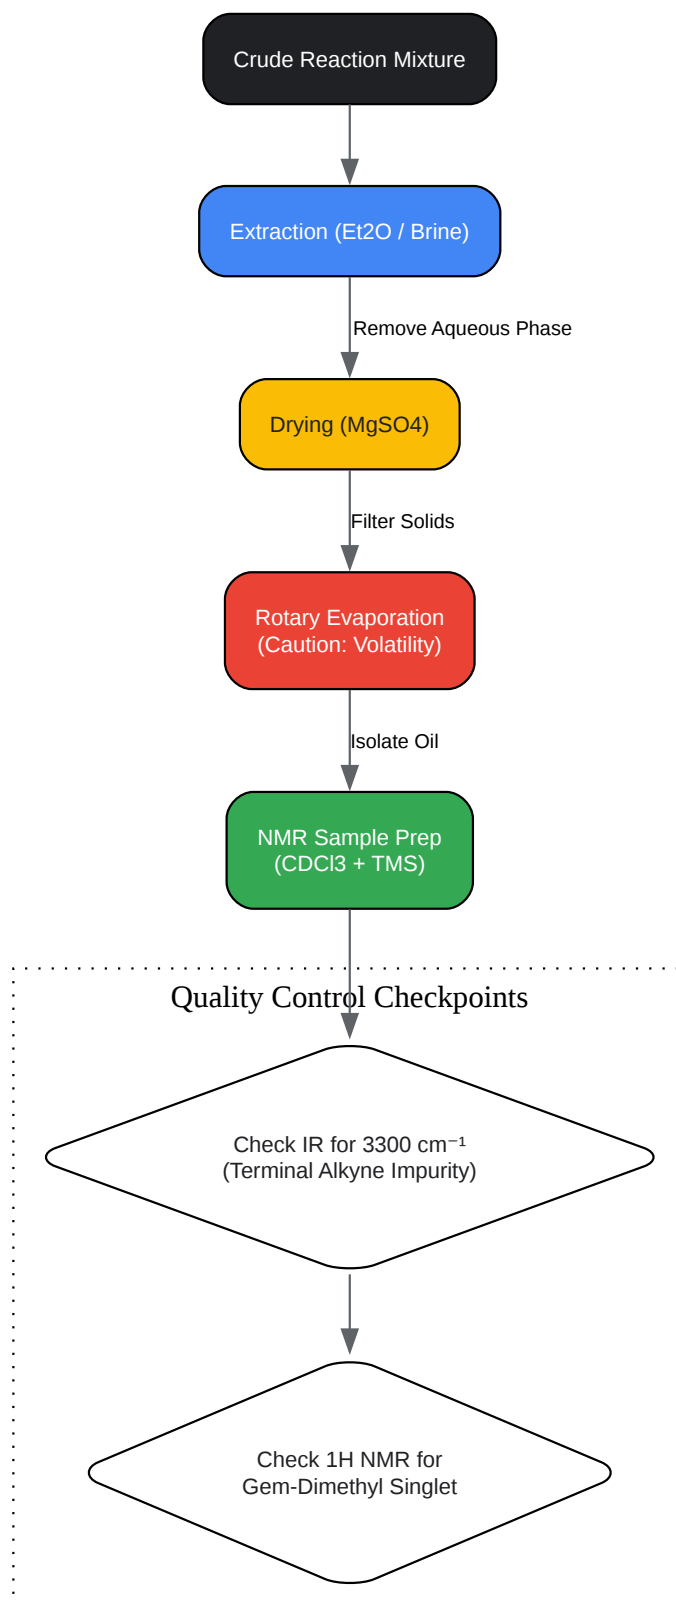 Crude Reaction Mixture
Extraction (Et2O / Brine)
Remove Aqueous Phase
Drying (MgSO4)
Filter Solids
Rotary Evaporation
(Caution: Volatility)
Isolate Oil
NMR Sample Prep
(CDCl3 + TMS)
Quality Control Checkpoints
Check IR for 3300 cm⁻¹
(Terminal Alkyne Impurity)
Check 1H NMR for
Gem-Dimethyl Singlet